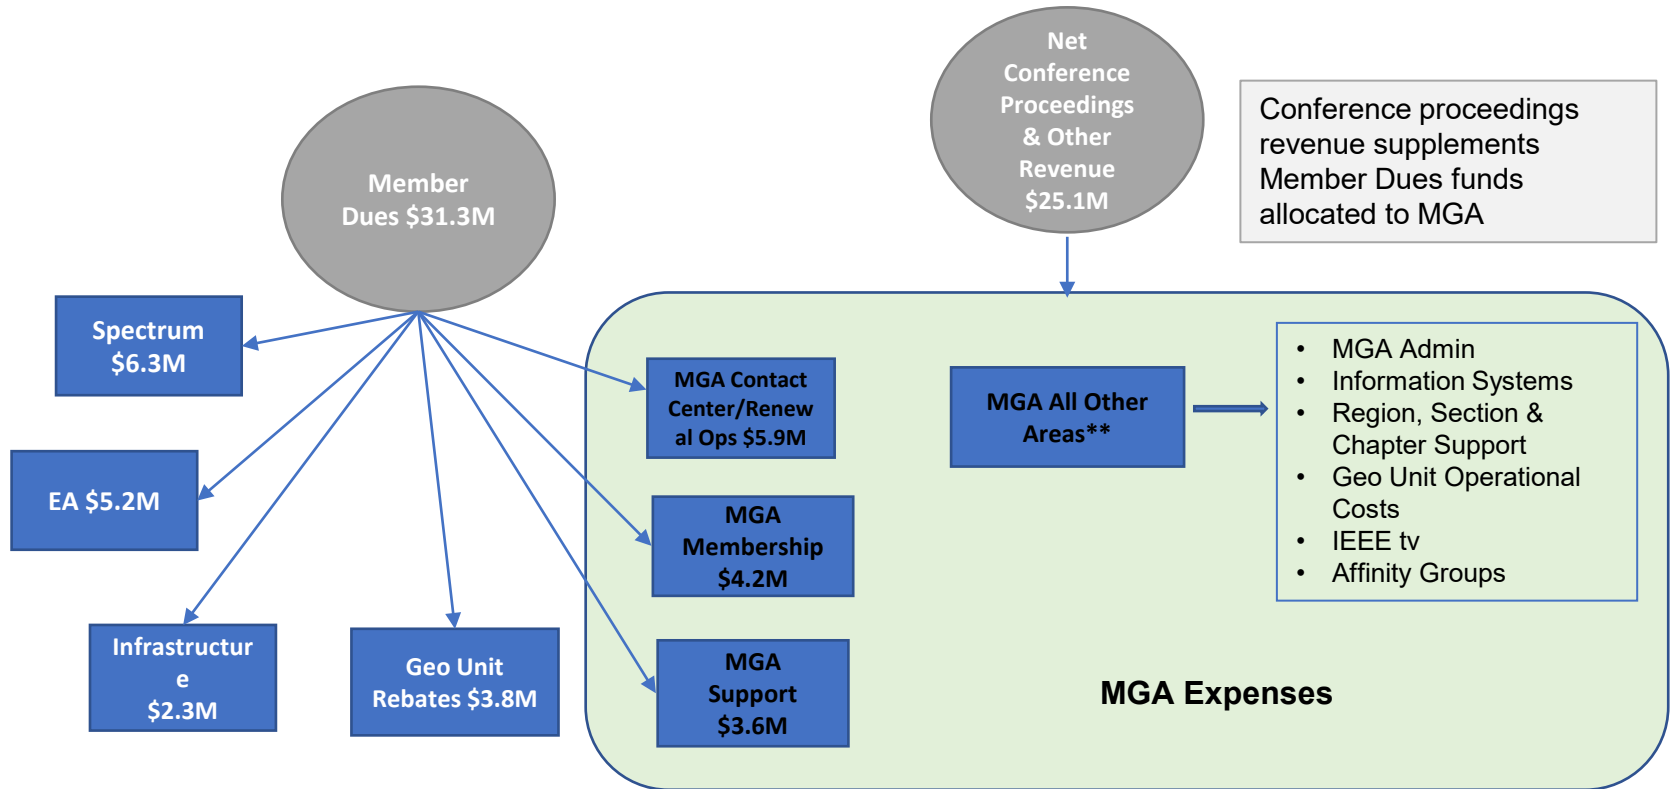 Net
Conference
Proceedings
& Other
Revenue
$25.1M
Conference proceedings
revenue supplements
Member Dues funds
allocated to MGA
Member
Dues $31.3M
Spectrum
$6.3M
EA $5.2M
Infrastructur
e
$2.3M
Geo Unit
Rebates $3.8M
MGA Contact
Center/Renew
al Ops $5.9M
MGA
Membership
$4.2M
MGA
Support
$3.6M
MGA All Other
Areas**
• MGA Admin
• Information Systems
• Region, Section &
Chapter Support
• Geo Unit Operational
Costs
• IEEE tv
• Affinity Groups
MGA Expenses